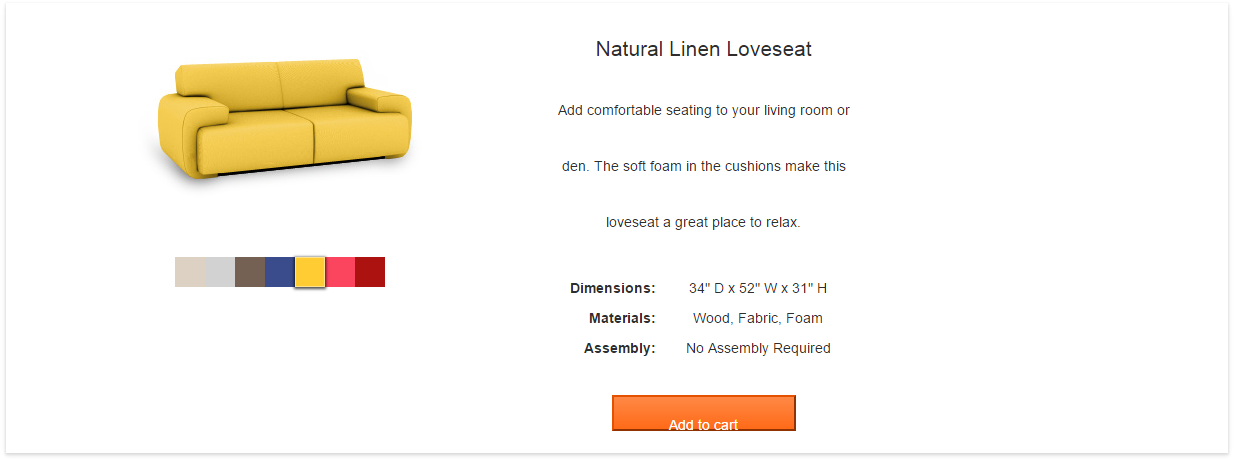 Natural Linen Loveseat
Add comfortable seating to your living room or
den. The soft foam in the cushions make this
loveseat a great place to relax.
Dimensions: 34" D x 52" W x 31" H
Materials: Wood, Fabric, Foam
Assembly: No Assembly Required
Add to cart